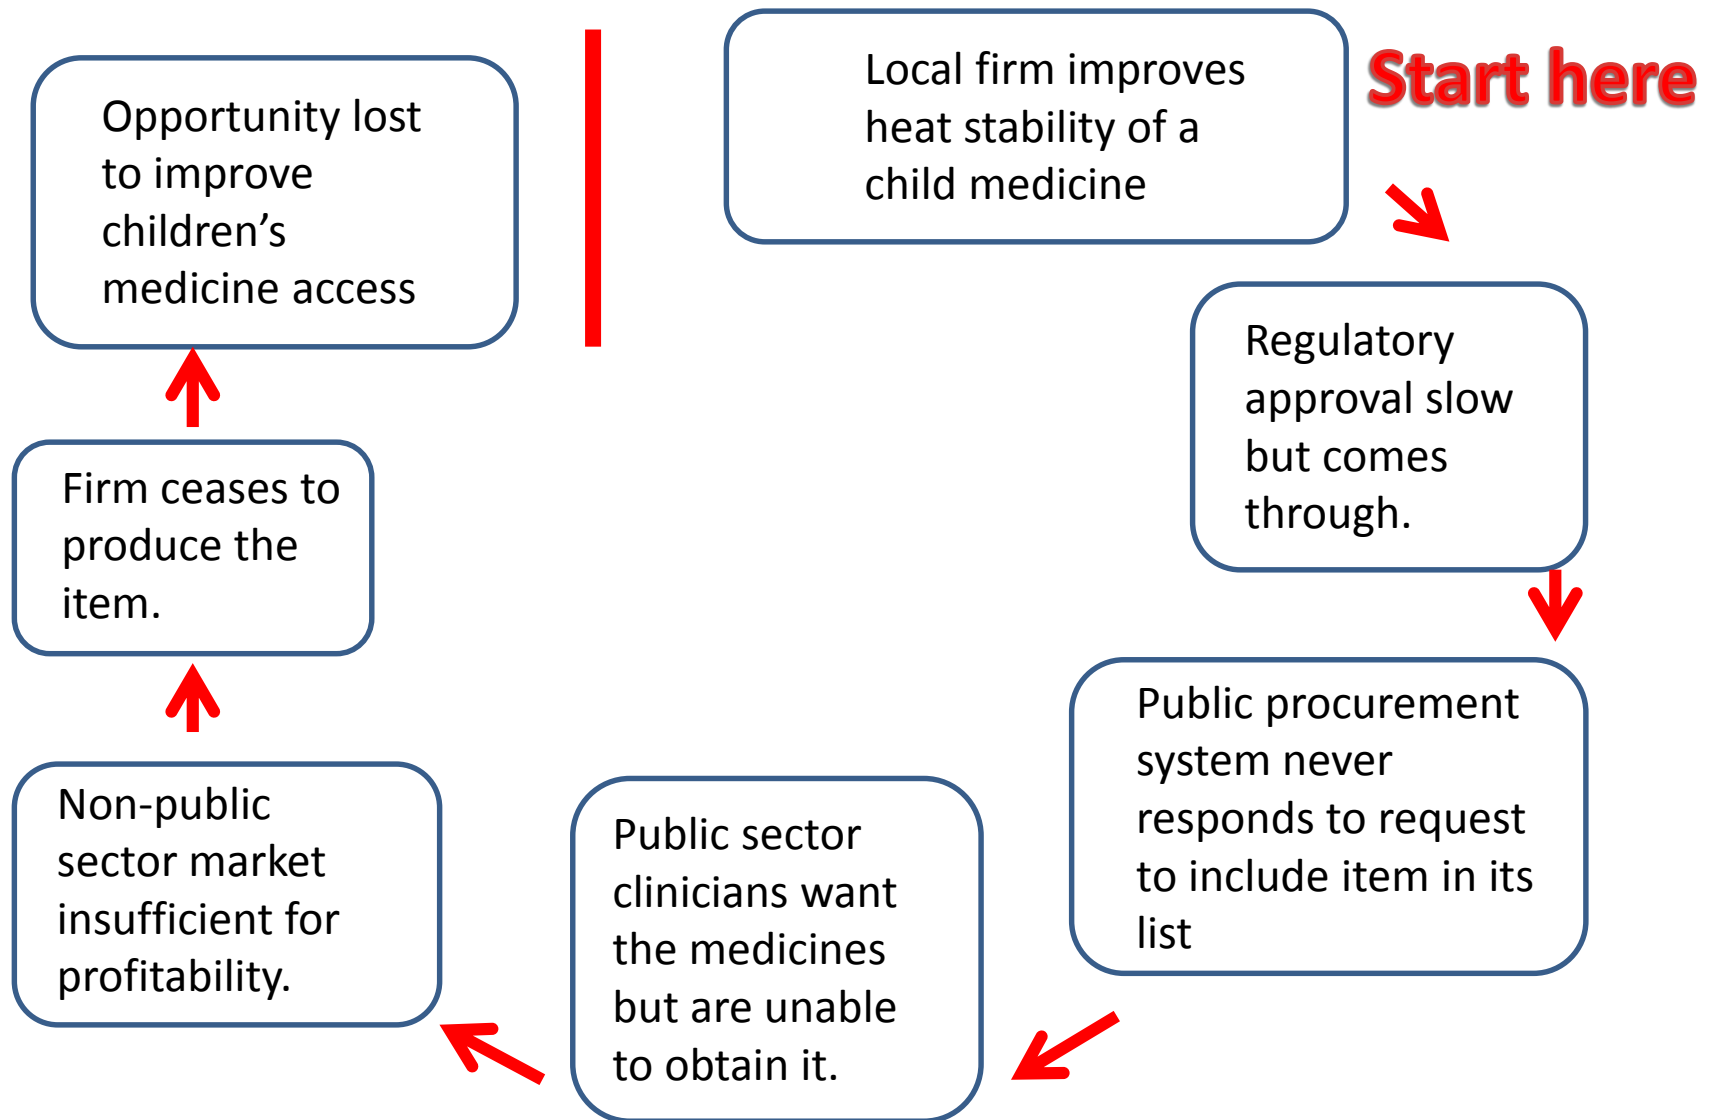 Start here
Local firm improves
heat stability of a
child medicine
Regulatory
approval slow
but comes
through.
Public procurement
system never
responds to request
to include item in its
list
Public sector
clinicians want
the medicines
but are unable
to obtain it.
Non-public
sector market
insufficient for
profitability.
Firm ceases to
produce the
item.
Opportunity lost
to improve
children’s
medicine access